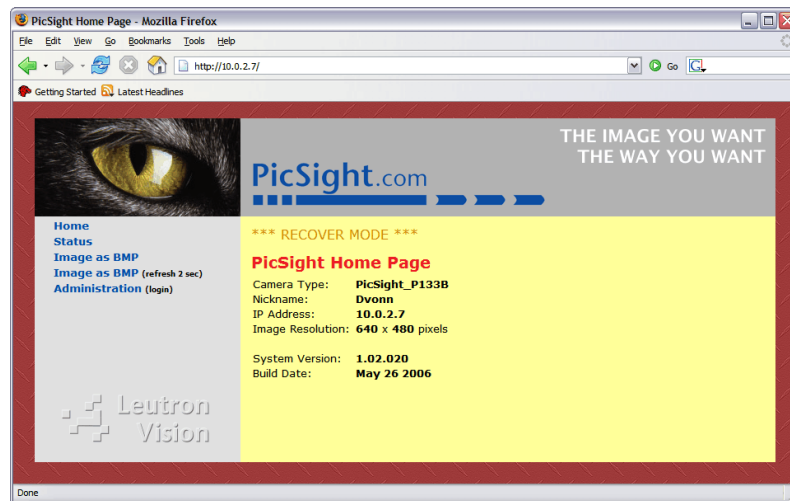 PicSight Home Page - Mozilla Firefox
File Edit View Go Bookmarks Tools Help
http://10.0.2.7/
Go
G
Getting Started Latest Headlines
THE IMAGE YOU WANT
THE WAY YOU WANT
PicSight.com
Home
Status
Image as BMP
Image as BMP (refresh 2 sec)
Administration (login)
*** RECOVER MODE ***
PicSight Home Page
Camera Type: PicSight_P133B
Nickname: Dvonn
IP Address: 10.0.2.7
Image Resolution: 640 x 480 pixels
System Version: 1.02.020
Build Date: May 26 2006
Leutron
Vision
Done